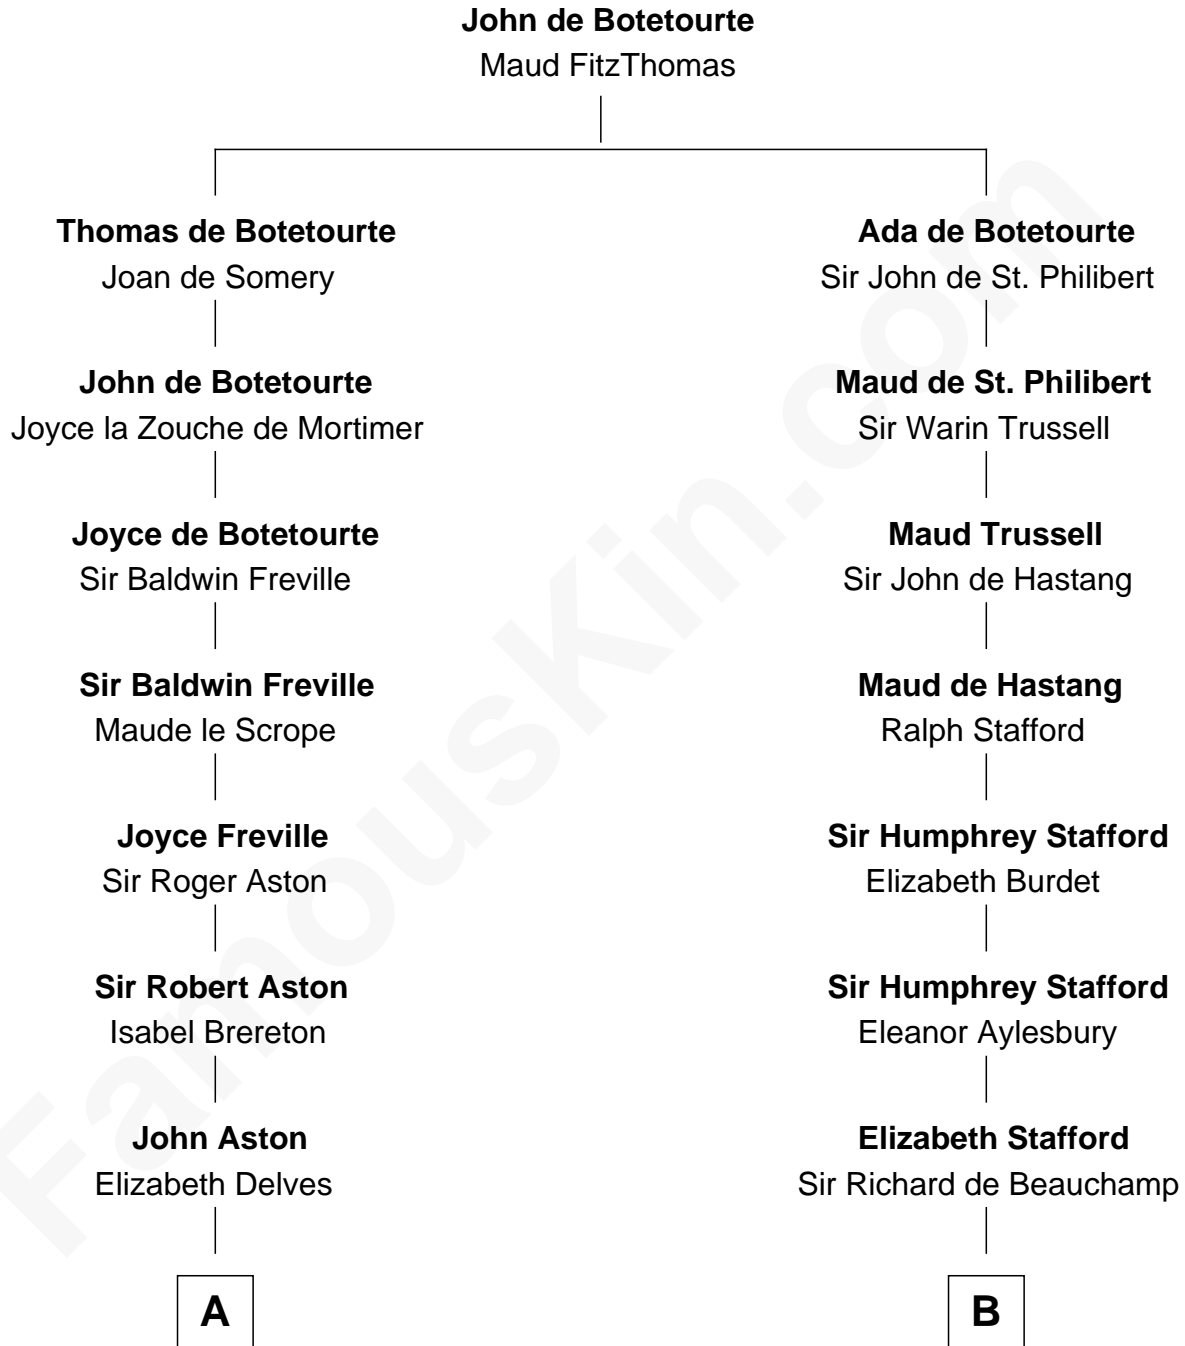 John de Botetourte
Maud FitzThomas
Thomas de Botetourte
Joan de Somery
John de Botetourte
Joyce la Zouche de Mortimer
Joyce de Botetourte
Sir Baldwin Freville
Sir Baldwin Freville
Maude le Scrope
Joyce Freville
Sir Roger Aston
Sir Robert Aston
Isabel Brereton
John Aston
Elizabeth Delves
A
Ada de Botetourte
Sir John de St. Philibert
Maud de St. Philibert
Sir Warin Trussell
Maud Trussell
Sir John de Hastang
Maud de Hastang
Ralph Stafford
Sir Humphrey Stafford
Elizabeth Burdet
Sir Humphrey Stafford
Eleanor Aylesbury
Elizabeth Stafford
Sir Richard de Beauchamp
B
FamousKin.com